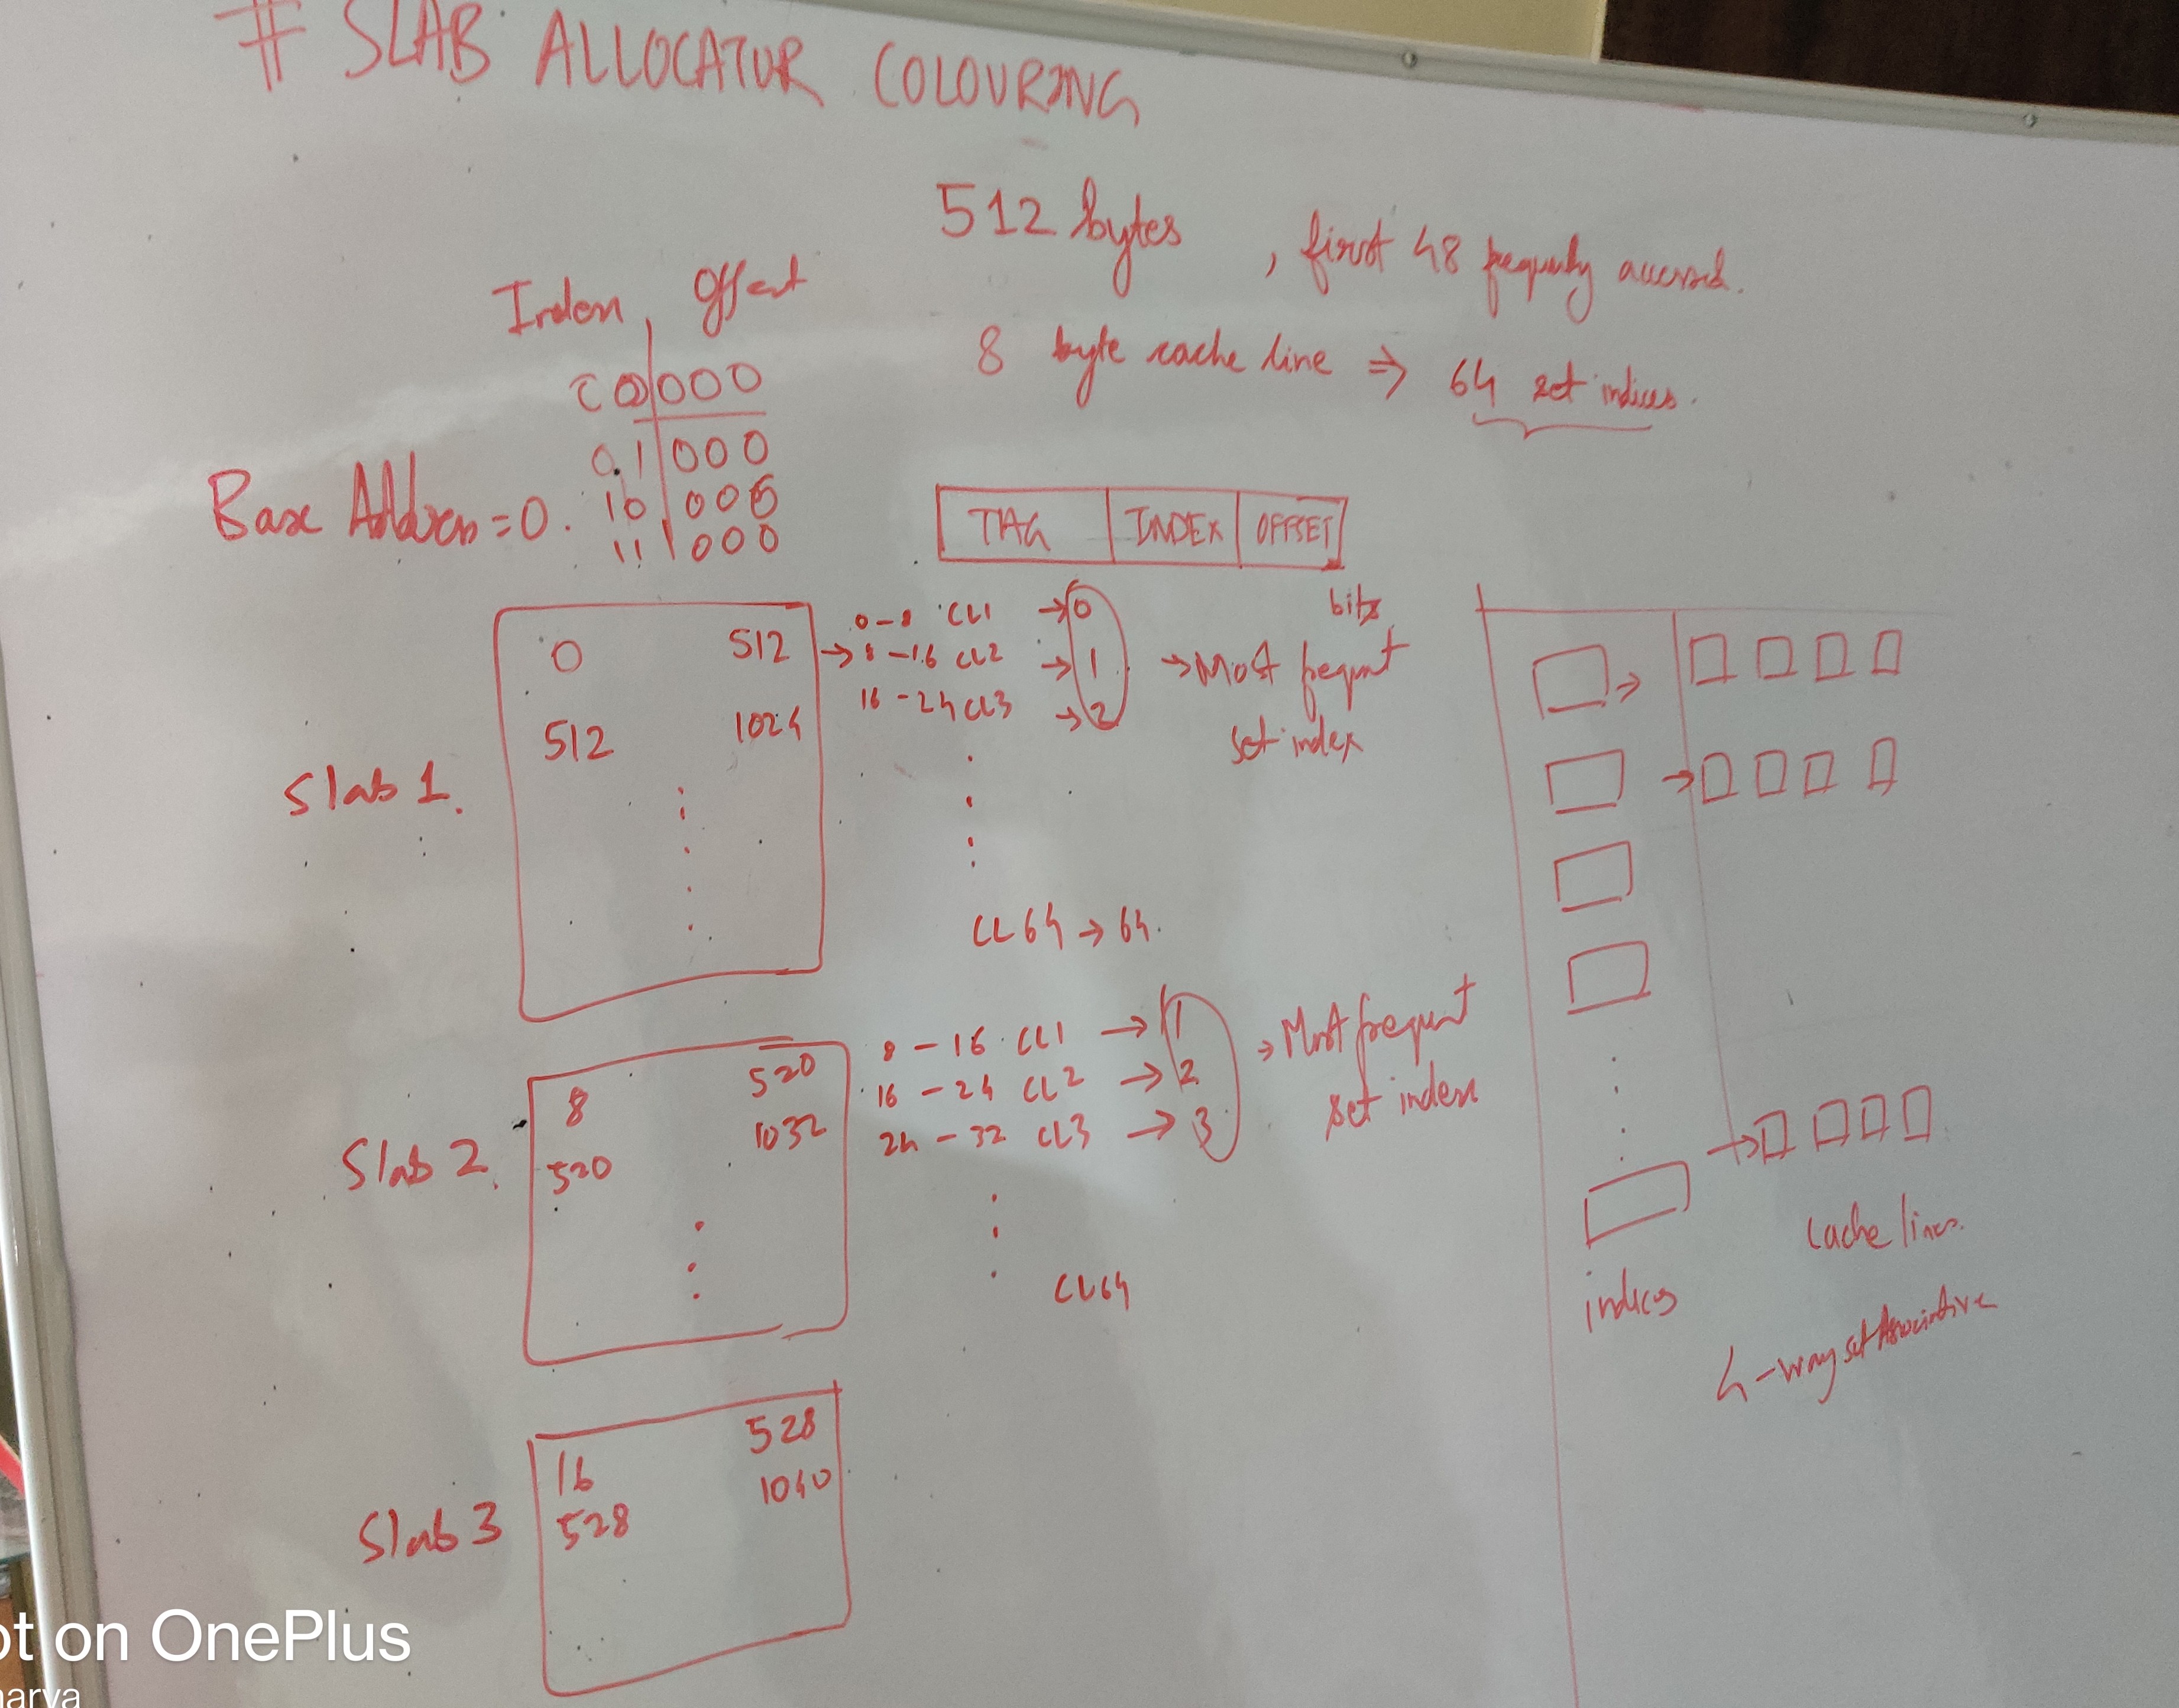 # SLAB ALLOCATOR COLOURING
512 bytes , first 48 frequently accessed.
8 byte cache line ⇒ 64 set indices.
Index Offset
00 000
01 000
10 000
11 000
Base Address = 0.
TAG INDEX OFFSET
bits
Slab 1.
0 512
512 1024
0-8 CL1 → 0
→ 8-16 CL2 → 1
16-24 CL3 → 2
→ Most frequent
set index
CL64 → 64.
Slab 2.
8 520
520 1032
8-16 CL1 → 1
16-24 CL2 → 2
24-32 CL3 → 3
→ Most frequent
set index
CL64
Slab 3
16 528
528 1040
indices
cache lines.
4-way set Associative
ot on OnePlus
harva